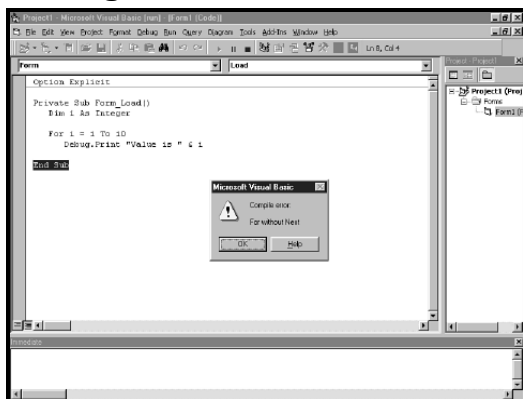 Project1 - Microsoft Visual Basic [run] - [Form1 (Code)]
File Edit View Project Format Debug Run Query Diagram Tools Add-Ins Window Help
Ln 8, Col 4
Form
Load
Project - Project1
Option Explicit
Private Sub Form_Load()
Dim i As Integer
For i = 1 To 10
Debug.Print "Value is " & i
End Sub
Project1 (Proj
Forms
Form1 (F
Microsoft Visual Basic
Compile error:
For without Next
OK
Help
Immediate